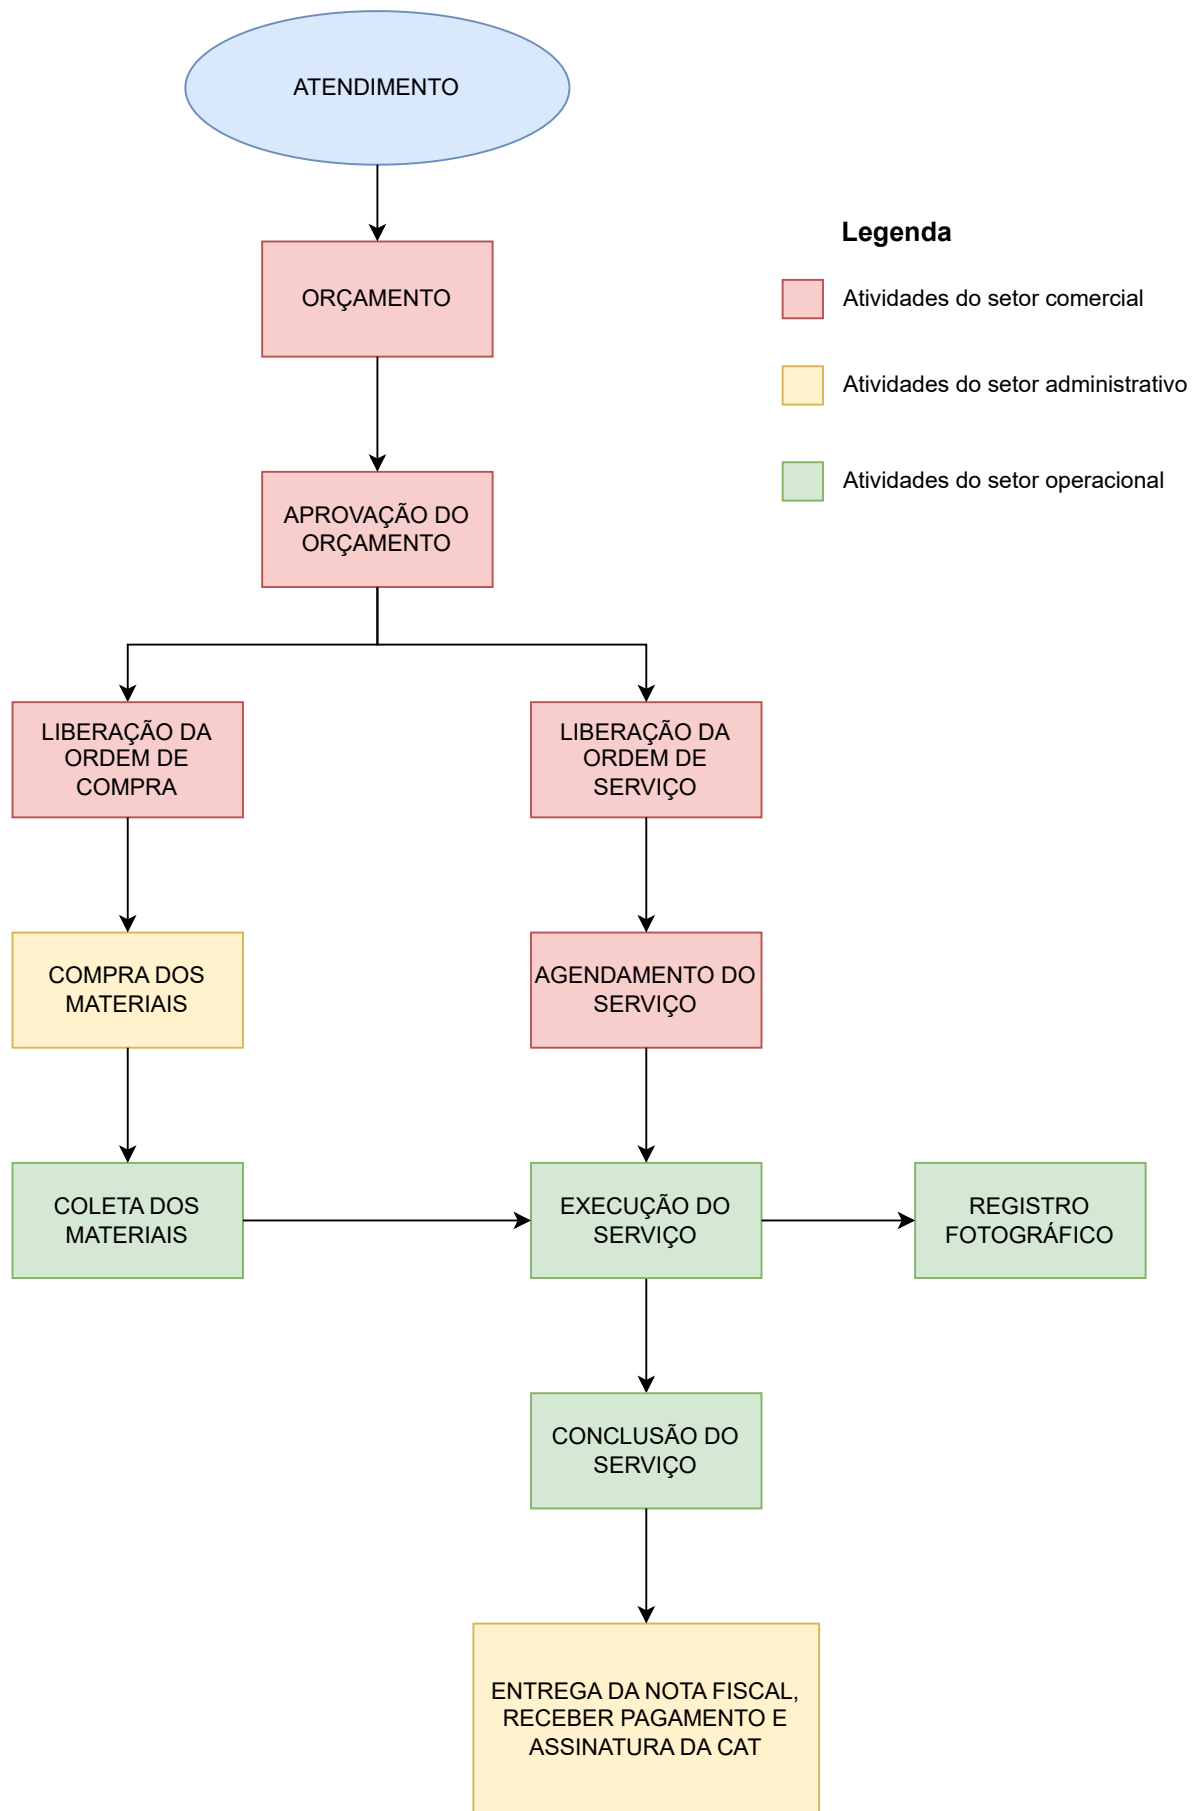 ATENDIMENTO
Legenda
ORÇAMENTO
Atividades do setor comercial
Atividades do setor administrativo
Atividades do setor operacional
APROVAÇÃO DO
ORÇAMENTO
LIBERAÇÃO DA
ORDEM DE
COMPRA
LIBERAÇÃO DA
ORDEM DE
SERVIÇO
COMPRA DOS
MATERIAIS
AGENDAMENTO DO
SERVIÇO
COLETA DOS
MATERIAIS
EXECUÇÃO DO
SERVIÇO
REGISTRO
FOTOGRÁFICO
CONCLUSÃO DO
SERVIÇO
ENTREGA DA NOTA FISCAL,
RECEBER PAGAMENTO E
ASSINATURA DA CAT